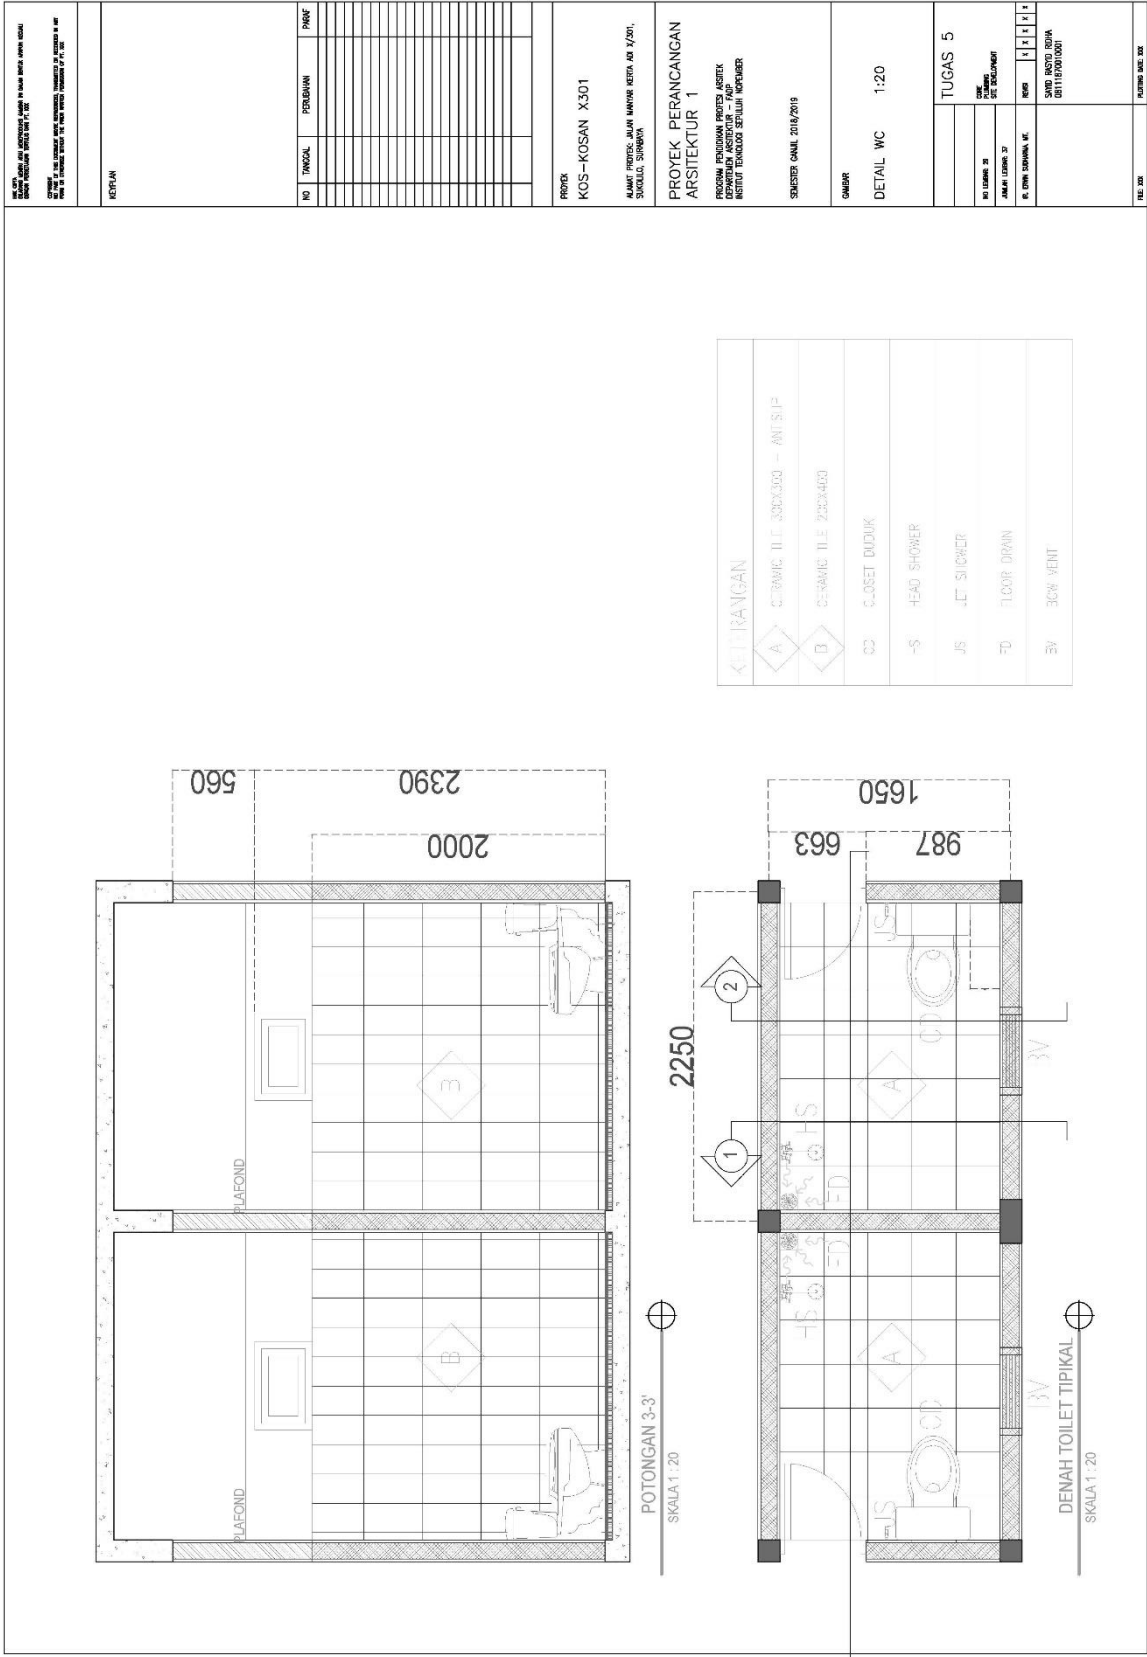 KEYPLAN
NO TANGGAL PERUBAHAN PARAF
PROYEK
KOS-KOSAN X301
ALAMAT PROYEK: JALAN MANYAR KERTA ADI X/301,
SUKOLILO, SURABAYA
PROYEK PERANCANGAN
ARSITEKTUR 1
PROGRAM PENDIDIKAN PROFESI ARSITEK
DEPARTEMEN ARSITEKTUR - FADP
INSTITUT TEKNOLOGI SEPULUH NOPEMBER
SEMESTER GANJIL 2018/2019
GAMBAR
DETAIL WC 1:20
TUGAS 5
CORE
PLUMBING
SITE DEVELOPMENT
JUMLAH LEMBAR: 37
REVISI X X X X X
SAYID RASYID RIDHA
08111870010001
FILE: XXX
PLOTING DATE: XXX
560
2390
2000
PLAFOND
PLAFOND
B
B
POTONGAN 3-3'
SKALA 1 : 20
2250
1650
663
987
1
2
JS
CD
A
HS
FD
BV
HS
FD
A
CD
JS
BV
DENAH TOILET TIPIKAL
SKALA 1 : 20
KETERANGAN
A CERAMIC TILE 300X300 - ANTI SLIP
B CERAMIC TILE 200X400
CD CLOSET DUDUK
HS HEAD SHOWER
JS JET SHOWER
FD FLOOR DRAIN
BV BOW VENT